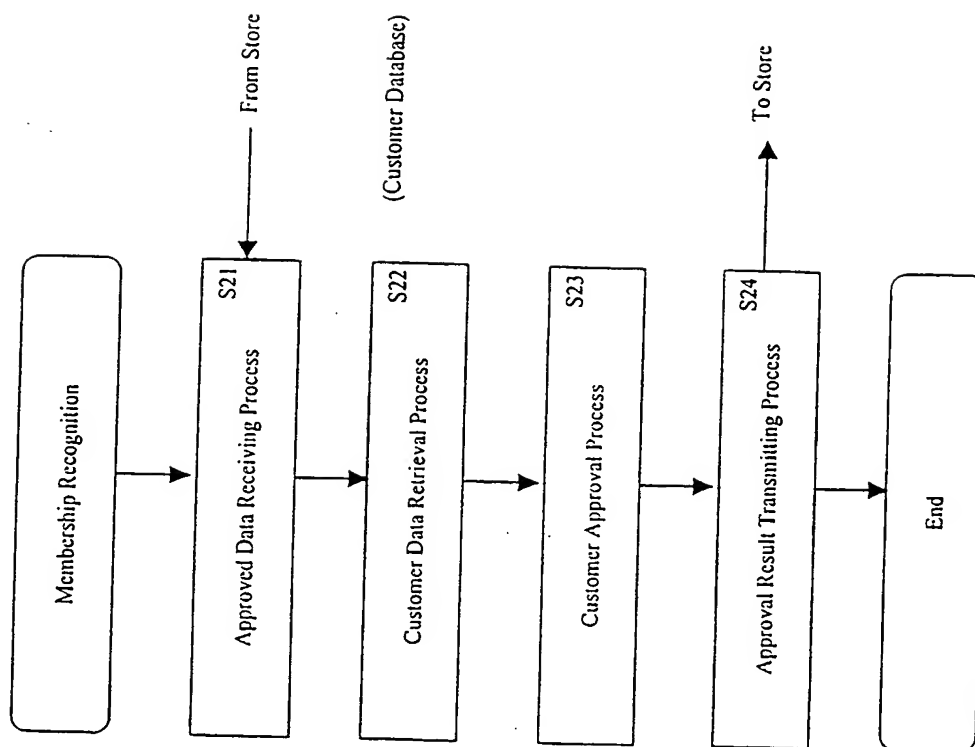 Membership Recognition
S21
Approved Data Receiving Process
From Store
S22
Customer Data Retrieval Process
(Customer Database)
S23
Customer Approval Process
S24
Approval Result Transmitting Process
To Store
End